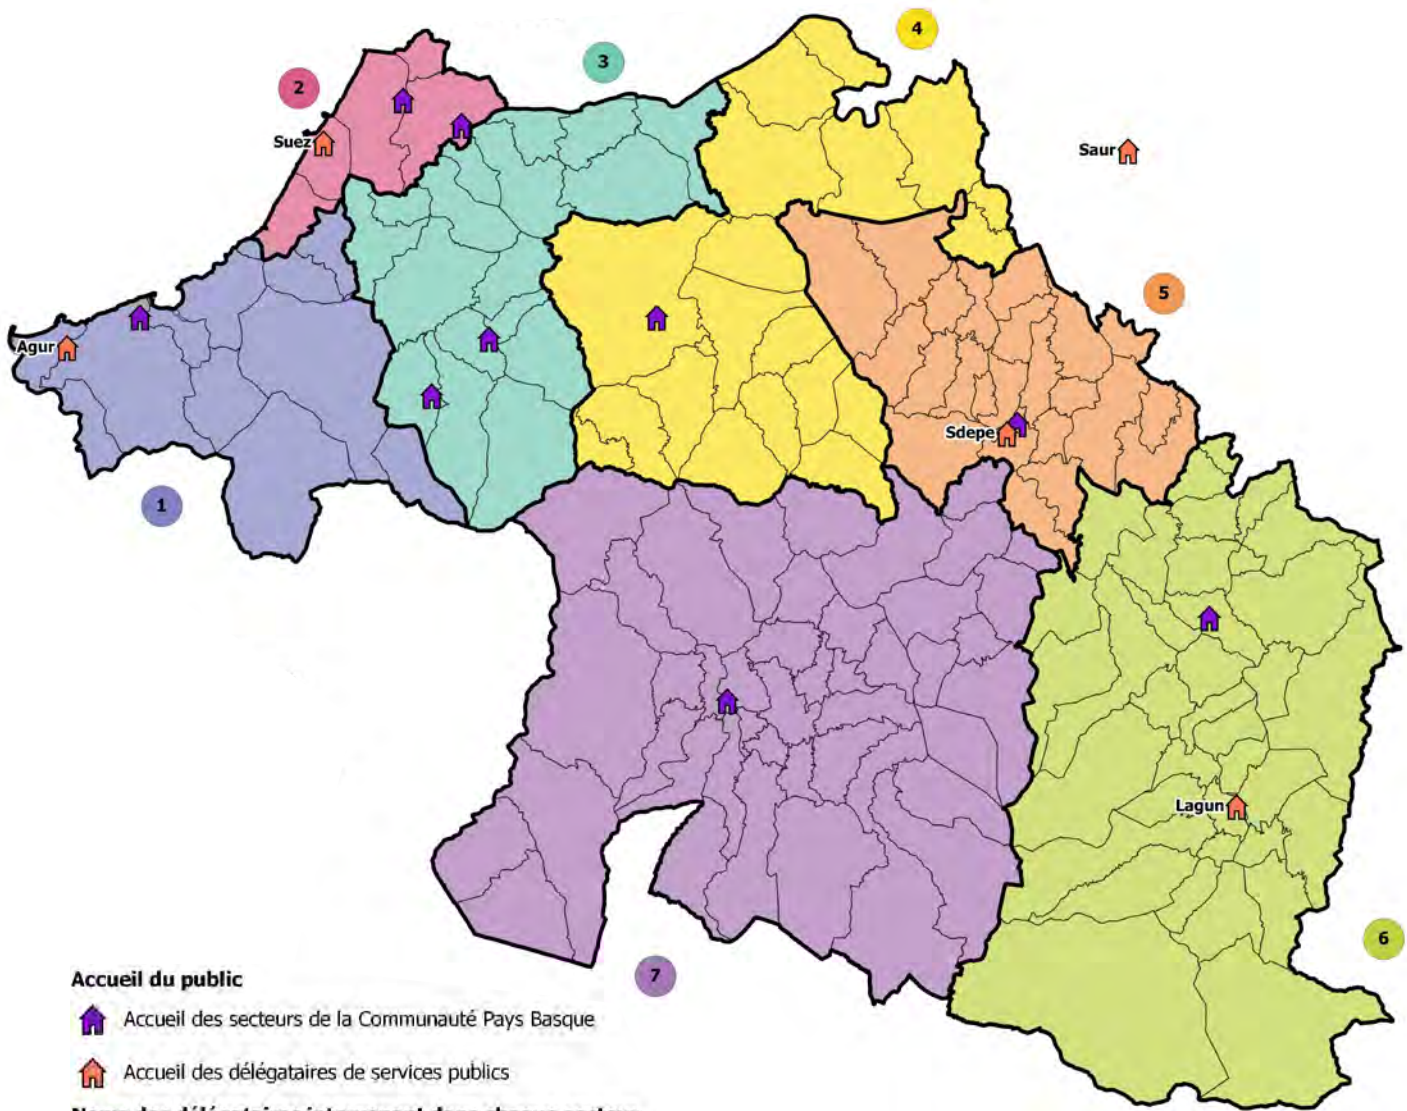 4
3
2
Suez
Saur
5
Agur
Sdepe
1
Lagun
6
7
Accueil du public
Accueil des secteurs de la Communauté Pays Basque
Accueil des délégataires de services publics